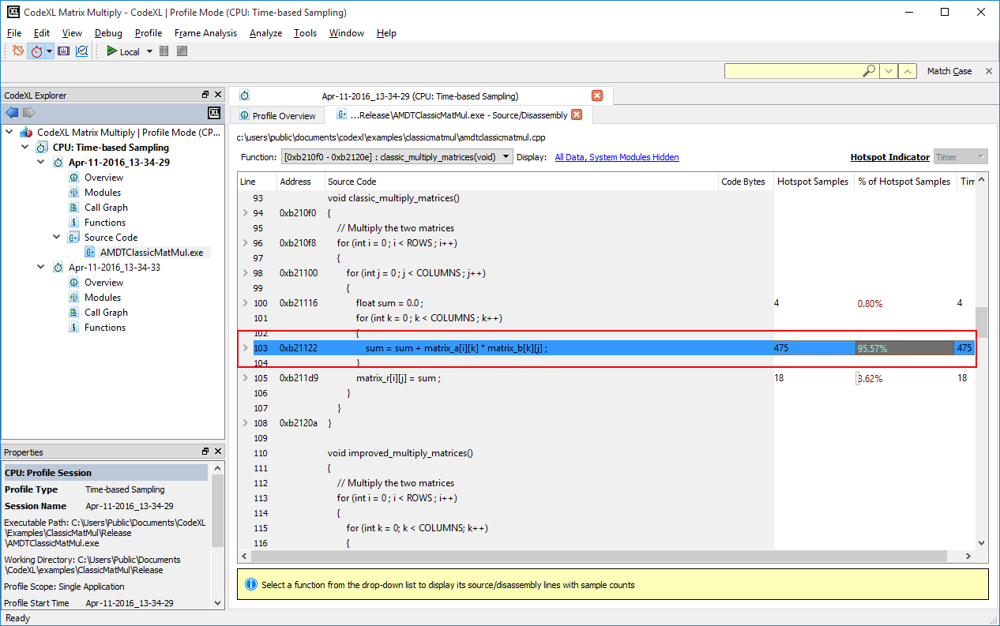 CodeXL Matrix Multiply - CodeXL | Profile Mode (CPU: Time-based Sampling)
File Edit View Debug Profile Frame Analysis Analyze Tools Window Help
Local
Match Case
CodeXL Explorer
XL
CodeXL Matrix Multiply | Profile Mode (CP...
CPU: Time-based Sampling
Apr-11-2016_13-34-29
Overview
Modules
Call Graph
Functions
Source Code
AMDTClassicMatMul.exe
Apr-11-2016_13-34-33
Overview
Modules
Call Graph
Functions
Properties
CPU: Profile Session
Profile Type Time-based Sampling
Session Name Apr-11-2016_13-34-29
Executable Path: C:\Users\Public\Documents\CodeXL
\Examples\ClassicMatMul\Release
\AMDTClassicMatMul.exe
Working Directory: C:\Users\Public\Documents
\CodeXL\examples\ClassicMatMul\Release
Profile Scope: Single Application
Profile Start Time Apr-11-2016_13-34-29
Apr-11-2016_13-34-29 (CPU: Time-based Sampling)
Profile Overview ...Release\AMDTClassicMatMul.exe - Source/Disassembly
c:\users\public\documents\codexl\examples\classicmatmul\amdtclassicmatmul.cpp
Function: [0xb210f0 - 0xb2120e] : classic_multiply_matrices(void) Display: All Data, System Modules Hidden Hotspot Indicator Timer
Line Address Source Code Code Bytes Hotspot Samples % of Hotspot Samples Tim
93 void classic_multiply_matrices()
94 0xb210f0 {
95 // Multiply the two matrices
96 0xb210f8 for (int i = 0 ; i < ROWS ; i++)
97 {
98 0xb21100 for (int j = 0 ; j < COLUMNS ; j++)
99 {
100 0xb21116 float sum = 0.0 ; 4 0.80% 4
101 for (int k = 0 ; k < COLUMNS ; k++)
102 {
103 0xb21122 sum = sum + matrix_a[i][k] * matrix_b[k][j] ; 475 95.57% 475
104 }
105 0xb211d9 matrix_r[i][j] = sum ; 18 3.62% 18
106 }
107 }
108 0xb2120a }
109
110 void improved_multiply_matrices()
111 {
112 // Multiply the two matrices
113 for (int i = 0 ; i < ROWS ; i++)
114 {
115 for (int k = 0; k < COLUMNS; k++)
116 {
Select a function from the drop-down list to display its source/disassembly lines with sample counts
Ready